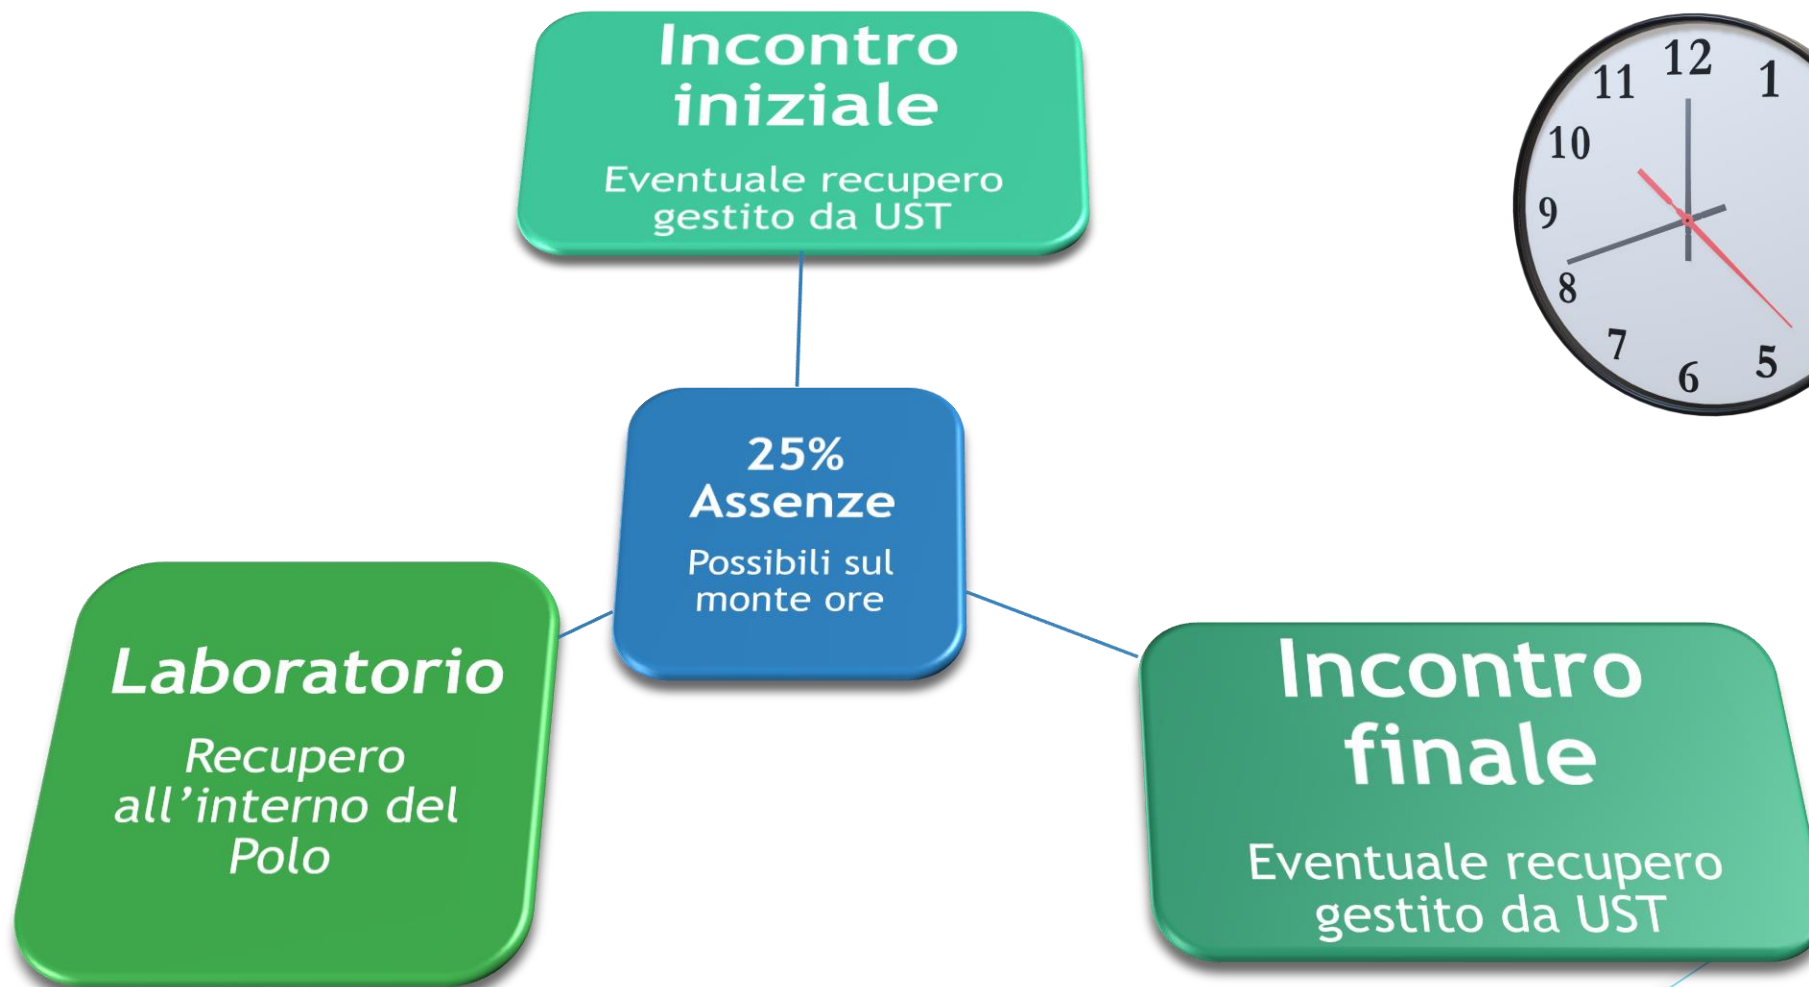 Incontro
iniziale
Eventuale recupero
gestito da UST
12
11
1
10
9
8
7
6
5
25%
Assenze
Possibili sul
monte ore
Laboratorio
Recupero
all’interno del
Polo
Incontro
finale
Eventuale recupero
gestito da UST